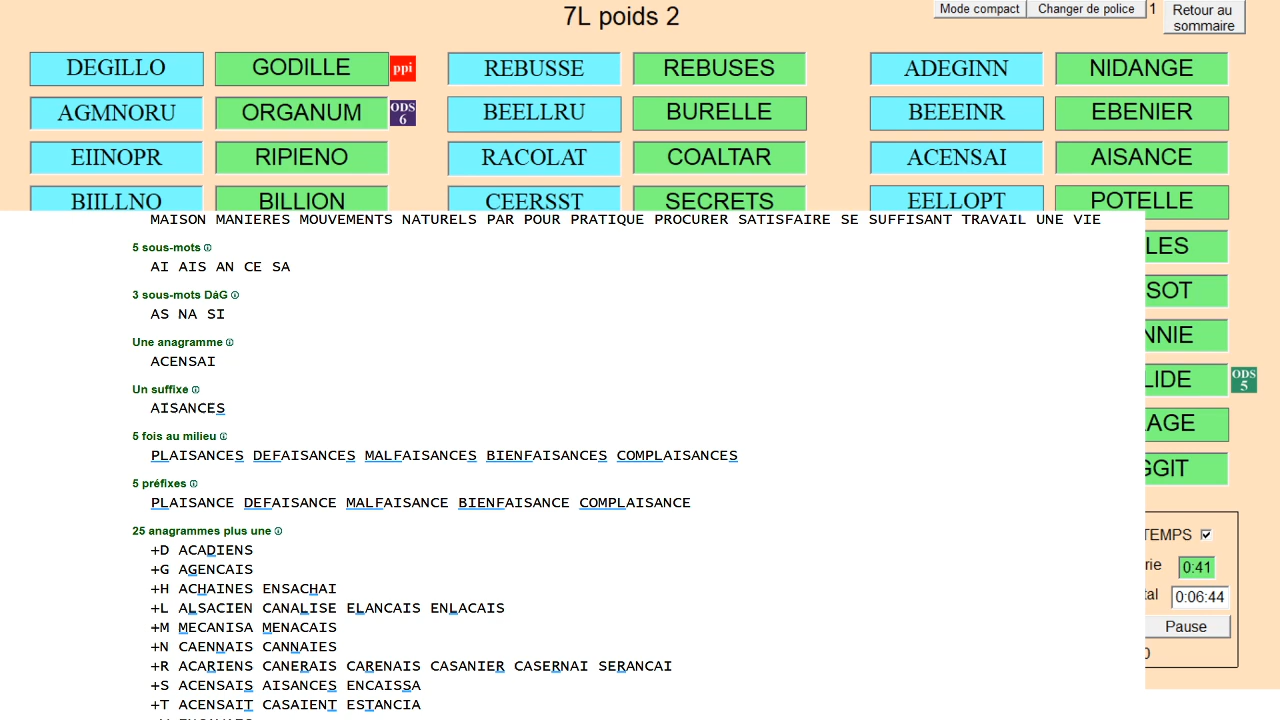 7L poids 2
Mode compact Changer de police 1 Retour au sommaire
DEGILLO GODILLE ppi REBUSSE REBUSES ADEGINN NIDANGE
AGMNORU ORGANUM ODS 6 BEELLRU BURELLE BEEEINR EBENIER
EIINOPR RIPIENO RACOLAT COALTAR ACENSAI AISANCE
BIILLNO BILLION CEERSST SECRETS EELLOPT POTELLE
MAISON MANIERES MOUVEMENTS NATURELS PAR POUR PRATIQUE PROCURER SATISFAIRE SE SUFFISANT TRAVAIL UNE VIE
5 sous-mots
LES
AI AIS AN CE SA
3 sous-mots DàG
SOT
AS NA SI
Une anagramme
NNIE
ACENSAI
LIDE ODS 5
Un suffixe
AISANCES
AGE
5 fois au milieu
PLAISANCES DEFAISANCES MALFAISANCES BIENFAISANCES COMPLAISANCES
GGIT
5 préfixes
PLAISANCE DEFAISANCE MALFAISANCE BIENFAISANCE COMPLAISANCE
25 anagrammes plus une
TEMPS
+D ACADIENS
rie 0:41
+G AGENCAIS
+H ACHAINES ENSACHAI
tal 0:06:44
+L ALSACIEN CANALISE ELANCAIS ENLACAIS
+M MECANISA MENACAIS
Pause
+N CAENNAIS CANNAIES
+R ACARIENS CANERAIS CARENAIS CASANIER CASERNAI SERANCAI
+S ACENSAIS AISANCES ENCAISSA
+T ACENSAIT CASAIENT ESTANCIA